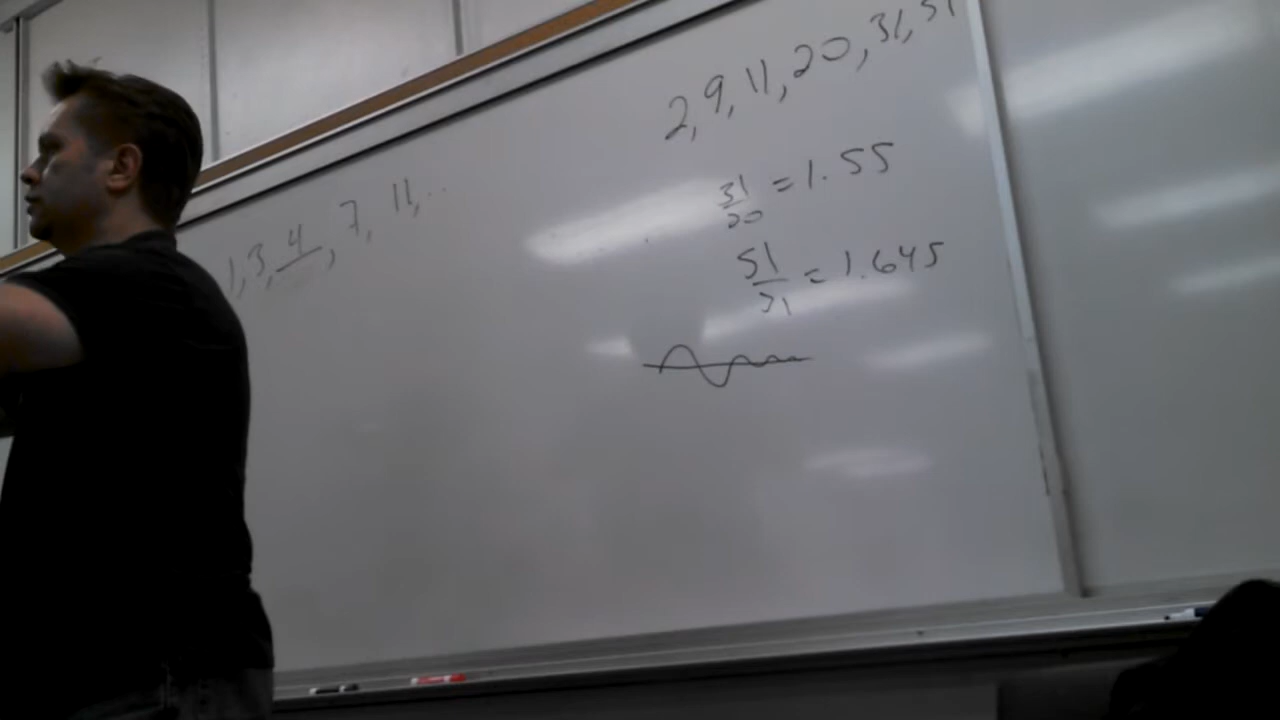 1, 3, 4, 7, 11, ...
2, 9, 11, 20, 31, 51
31/20 = 1.55
51/31 = 1.645